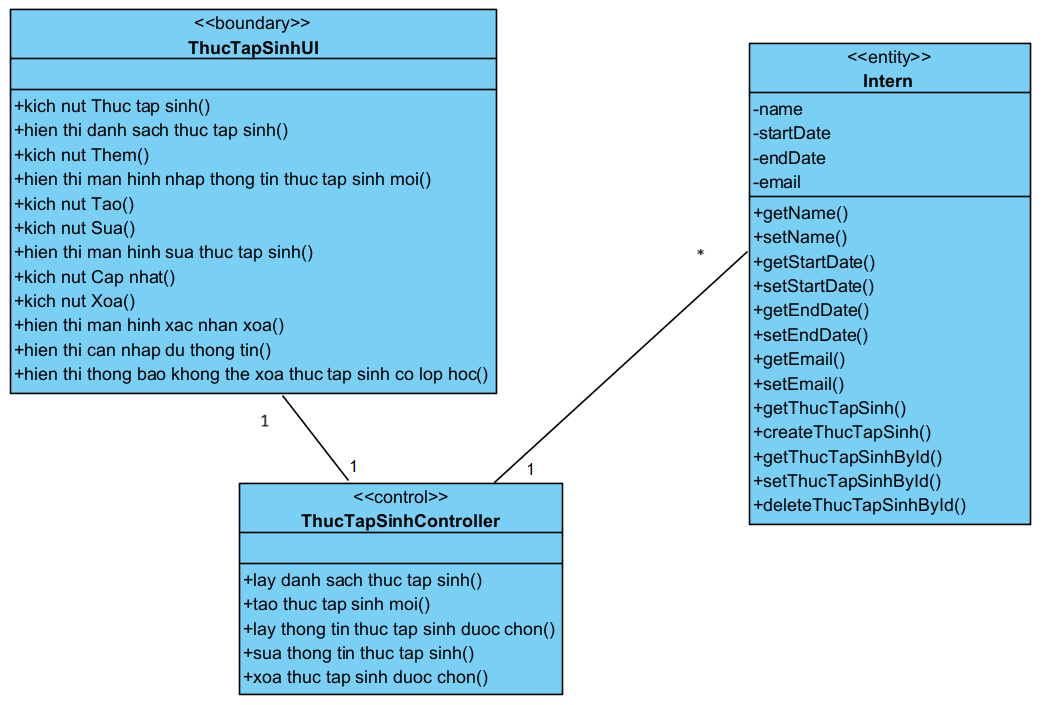 <<boundary>>
ThucTapSinhUI
+kich nut Thuc tap sinh()
+hien thi danh sach thuc tap sinh()
+kich nut Them()
+hien thi man hinh nhap thong tin thuc tap sinh moi()
+kich nut Tao()
+kich nut Sua()
+hien thi man hinh sua thuc tap sinh()
+kich nut Cap nhat()
+kich nut Xoa()
+hien thi man hinh xac nhan xoa()
+hien thi can nhap du thong tin()
+hien thi thong bao khong the xoa thuc tap sinh co lop hoc()
1
1
<<control>>
ThucTapSinhController
+lay danh sach thuc tap sinh()
+tao thuc tap sinh moi()
+lay thong tin thuc tap sinh duoc chon()
+sua thong tin thuc tap sinh()
+xoa thuc tap sinh duoc chon()
1
*
<<entity>>
Intern
-name
-startDate
-endDate
-email
+getName()
+setName()
+getStartDate()
+setStartDate()
+getEndDate()
+setEndDate()
+getEmail()
+setEmail()
+getThucTapSinh()
+createThucTapSinh()
+getThucTapSinhById()
+setThucTapSinhById()
+deleteThucTapSinhById()